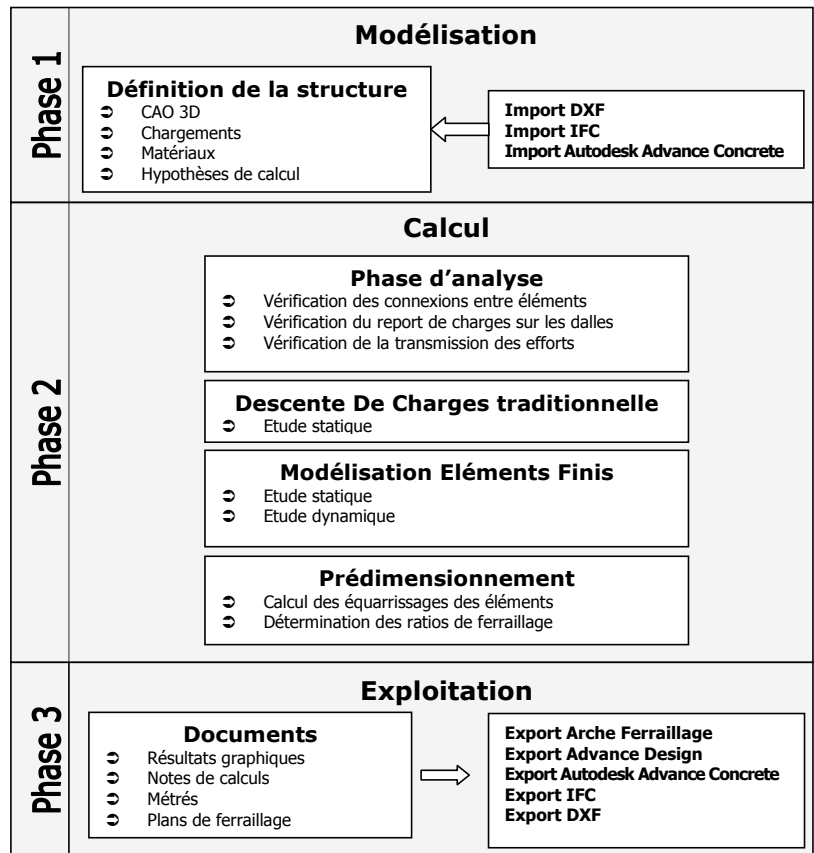 Phase 1
Modélisation
Définition de la structure
➲ CAO 3D
➲ Chargements
➲ Matériaux
➲ Hypothèses de calcul
Import DXF
Import IFC
Import Autodesk Advance Concrete
Phase 2
Calcul
Phase d’analyse
➲ Vérification des connexions entre éléments
➲ Vérification du report de charges sur les dalles
➲ Vérification de la transmission des efforts
Descente De Charges traditionnelle
➲ Etude statique
Modélisation Eléments Finis
➲ Etude statique
➲ Etude dynamique
Prédimensionnement
➲ Calcul des équarrissages des éléments
➲ Détermination des ratios de ferraillage
Phase 3
Exploitation
Documents
➲ Résultats graphiques
➲ Notes de calculs
➲ Métrés
➲ Plans de ferraillage
Export Arche Ferraillage
Export Advance Design
Export Autodesk Advance Concrete
Export IFC
Export DXF